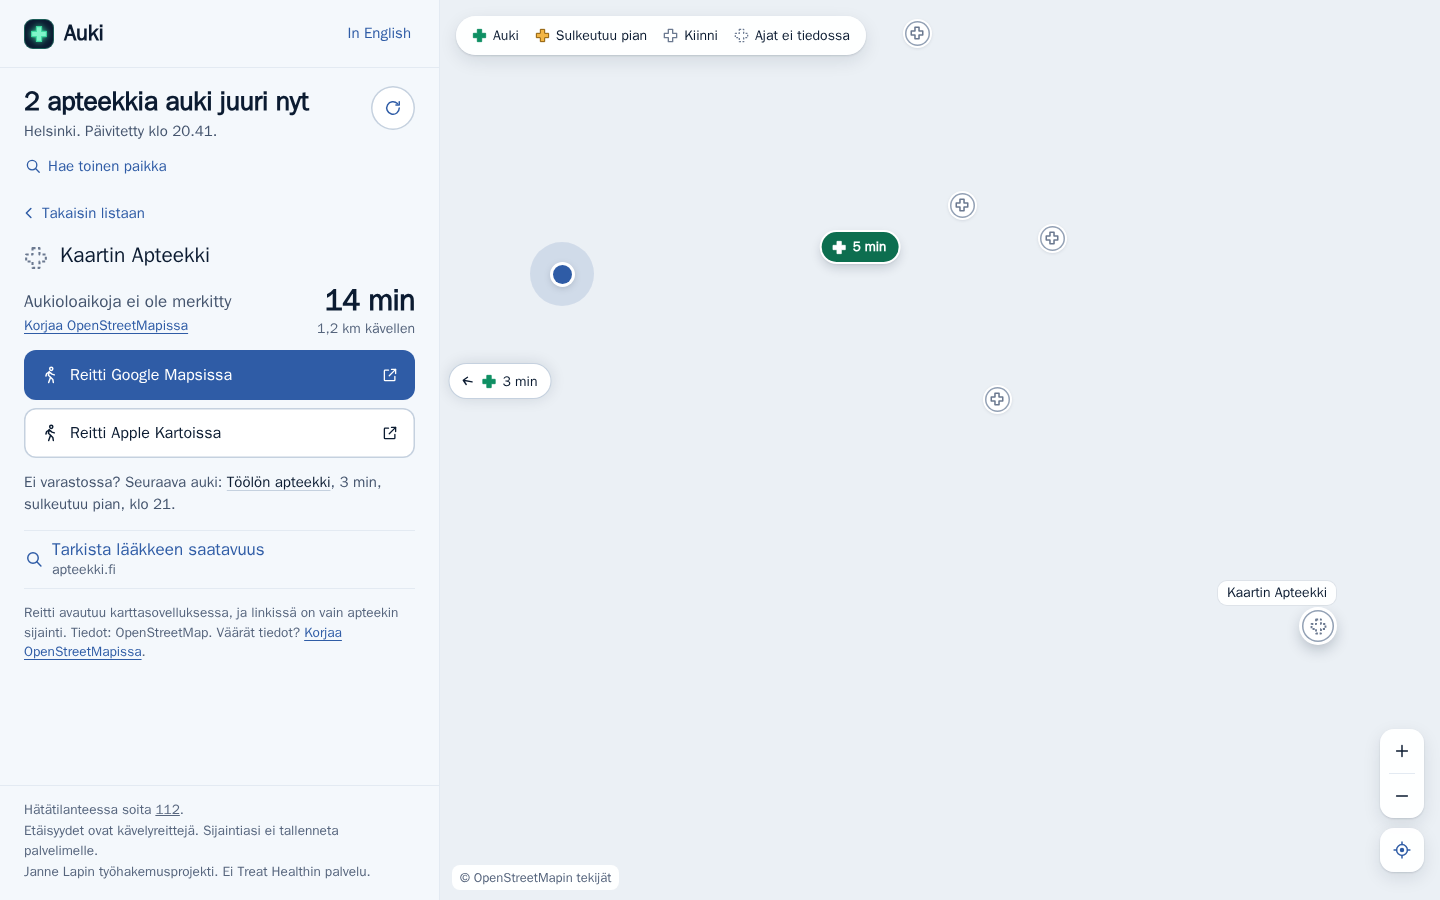 Auki
In English
2 apteekkia auki juuri nyt
Helsinki. Päivitetty klo 20.41.
Hae toinen paikka
Takaisin listaan
Kaartin Apteekki
Aukioloaikoja ei ole merkitty
14 min
Korjaa OpenStreetMapissa
1,2 km kävellen
Reitti Google Mapsissa
Reitti Apple Kartoissa
Ei varastossa? Seuraava auki: Töölön apteekki, 3 min,
sulkeutuu pian, klo 21.
Tarkista lääkkeen saatavuus
apteekki.fi
Reitti avautuu karttasovelluksessa, ja linkissä on vain apteekin
sijainti. Tiedot: OpenStreetMap. Väärät tiedot? Korjaa
OpenStreetMapissa.
Hätätilanteessa soita 112.
Etäisyydet ovat kävelyreittejä. Sijaintiasi ei tallenneta
palvelimelle.
Janne Lapin työhakemusprojekti. Ei Treat Healthin palvelu.
Auki
Sulkeutuu pian
Kiinni
Ajat ei tiedossa
5 min
3 min
Kaartin Apteekki
© OpenStreetMapin tekijät